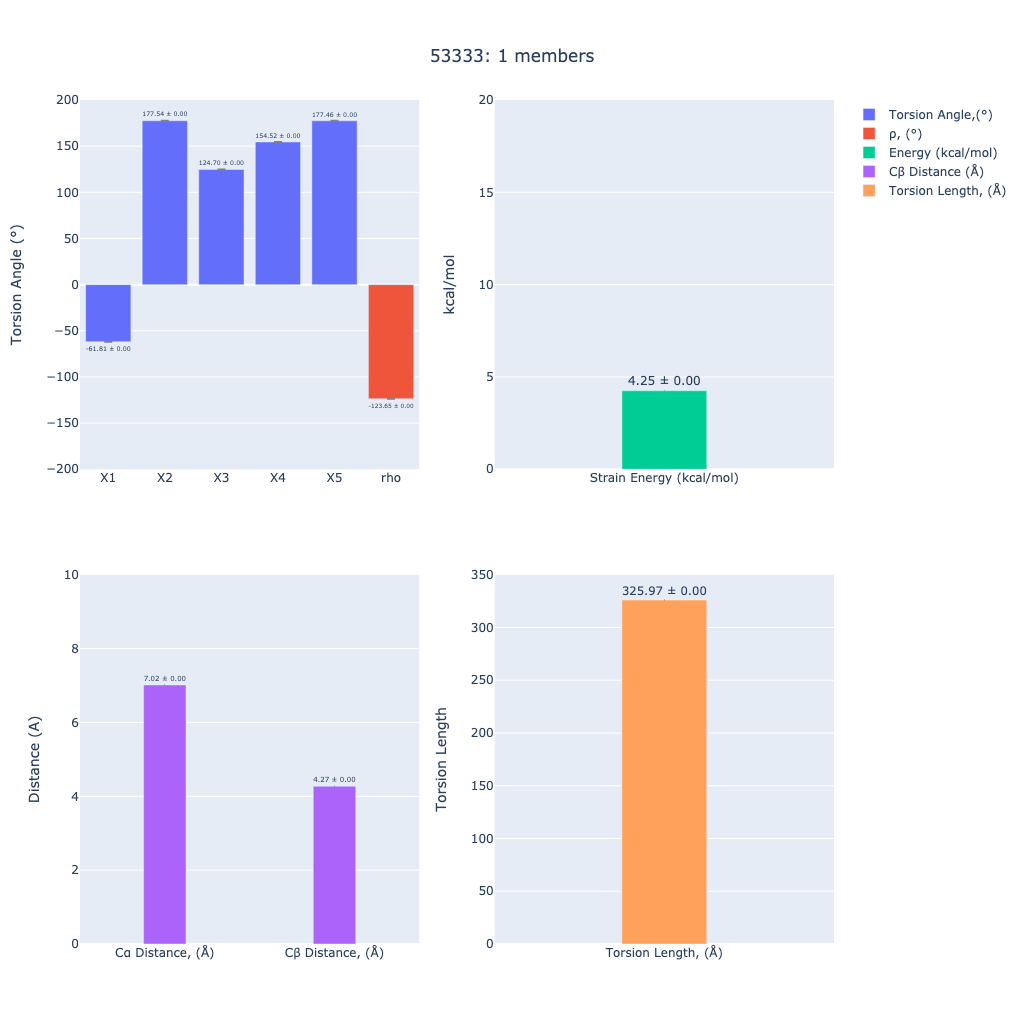 53333: 1 members
Torsion Angle (°)
200
150
100
50
0
−50
−100
−150
−200
-61.81 ± 0.00
177.54 ± 0.00
124.70 ± 0.00
154.52 ± 0.00
177.46 ± 0.00
-123.65 ± 0.00
X1 X2 X3 X4 X5 rho
kcal/mol
20
15
10
5
0
4.25 ± 0.00
Strain Energy (kcal/mol)
Torsion Angle,(°)
ρ, (°)
Energy (kcal/mol)
Cβ Distance (Å)
Torsion Length, (Å)
Distance (A)
10
8
6
4
2
0
7.02 ± 0.00
4.27 ± 0.00
Cα Distance, (Å) Cβ Distance, (Å)
Torsion Length
350
300
250
200
150
100
50
0
325.97 ± 0.00
Torsion Length, (Å)